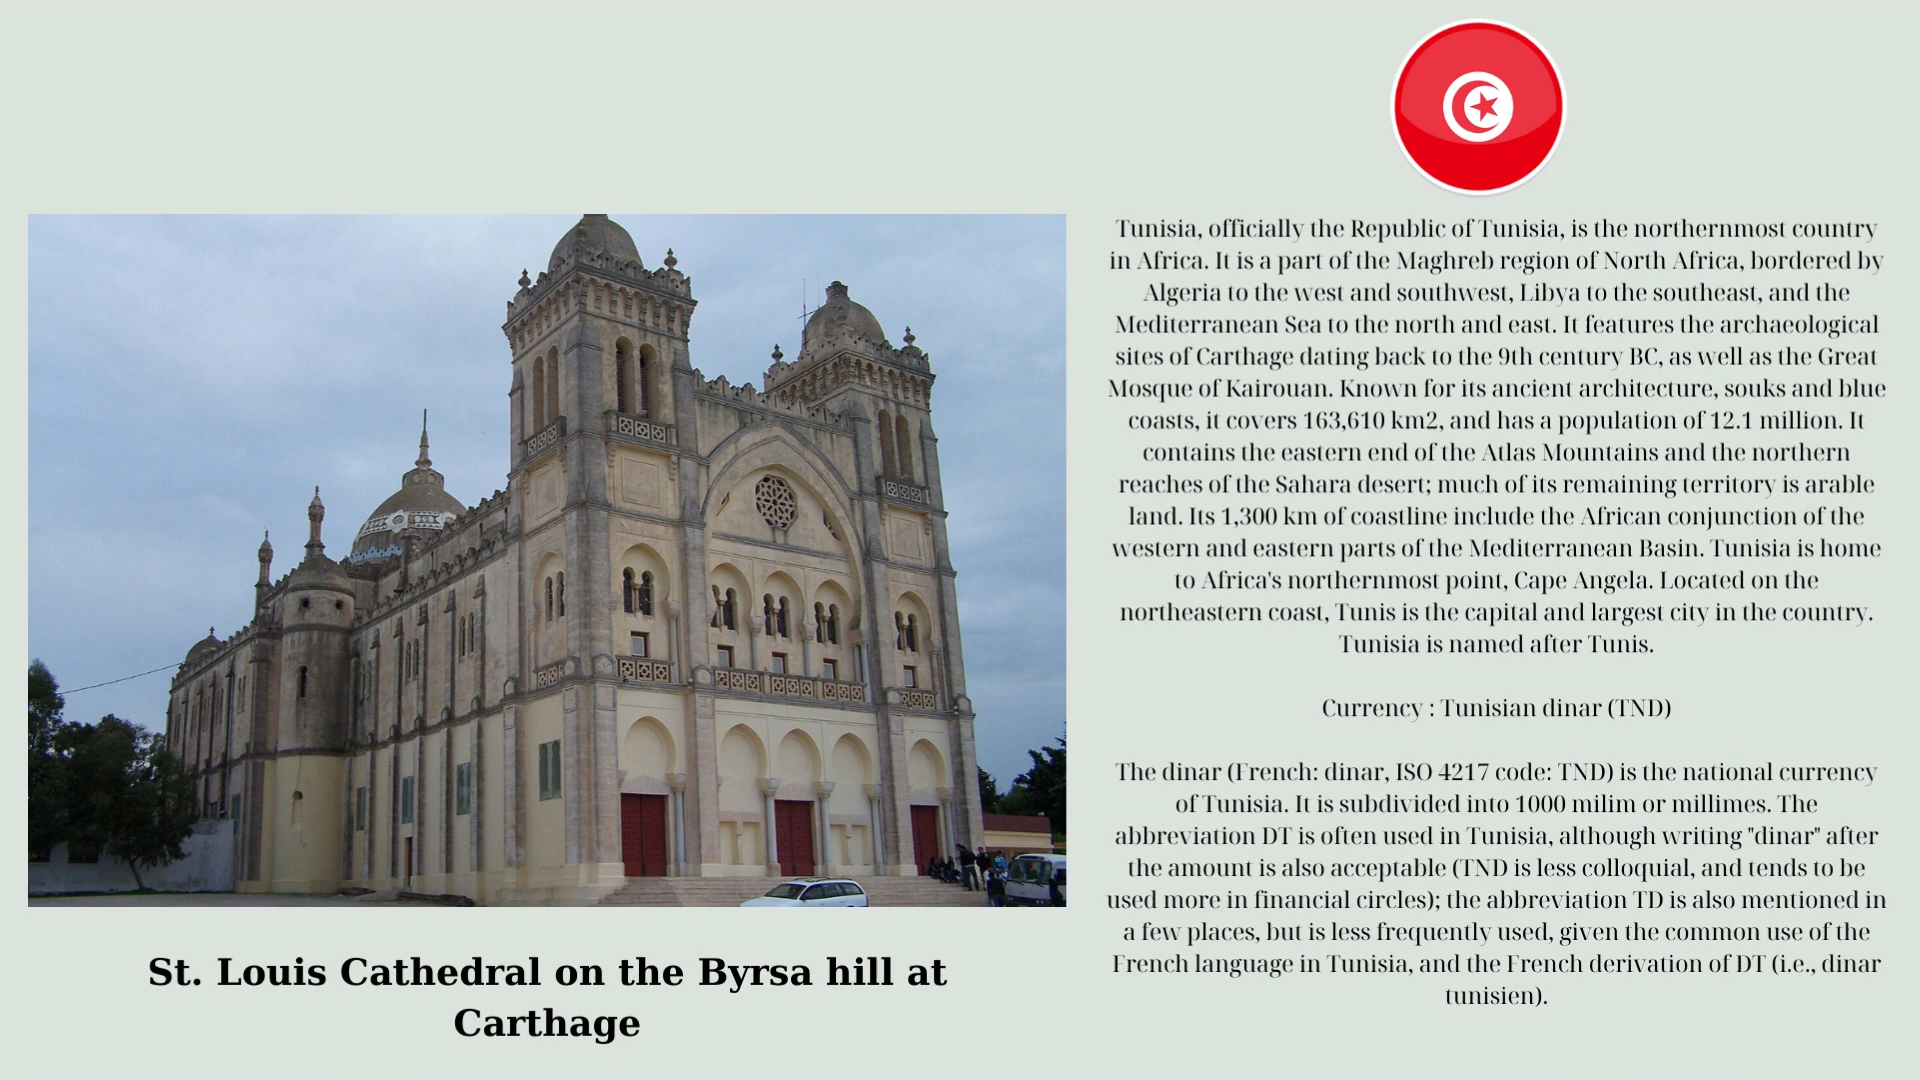 Tunisia, officially the Republic of Tunisia, is the northernmost country
in Africa. It is a part of the Maghreb region of North Africa, bordered by
Algeria to the west and southwest, Libya to the southeast, and the
Mediterranean Sea to the north and east. It features the archaeological
sites of Carthage dating back to the 9th century BC, as well as the Great
Mosque of Kairouan. Known for its ancient architecture, souks and blue
coasts, it covers 163,610 km2, and has a population of 12.1 million. It
contains the eastern end of the Atlas Mountains and the northern
reaches of the Sahara desert; much of its remaining territory is arable
land. Its 1,300 km of coastline include the African conjunction of the
western and eastern parts of the Mediterranean Basin. Tunisia is home
to Africa's northernmost point, Cape Angela. Located on the
northeastern coast, Tunis is the capital and largest city in the country.
Tunisia is named after Tunis.
Currency : Tunisian dinar (TND)
The dinar (French: dinar, ISO 4217 code: TND) is the national currency
of Tunisia. It is subdivided into 1000 milim or millimes. The
abbreviation DT is often used in Tunisia, although writing "dinar" after
the amount is also acceptable (TND is less colloquial, and tends to be
used more in financial circles); the abbreviation TD is also mentioned in
a few places, but is less frequently used, given the common use of the
French language in Tunisia, and the French derivation of DT (i.e., dinar
tunisien).
St. Louis Cathedral on the Byrsa hill at
Carthage